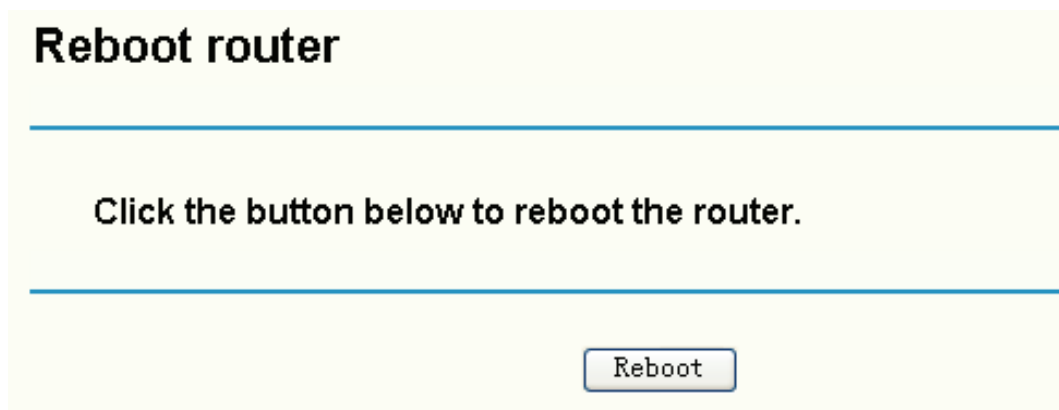 Reboot router
Click the button below to reboot the router.
Reboot